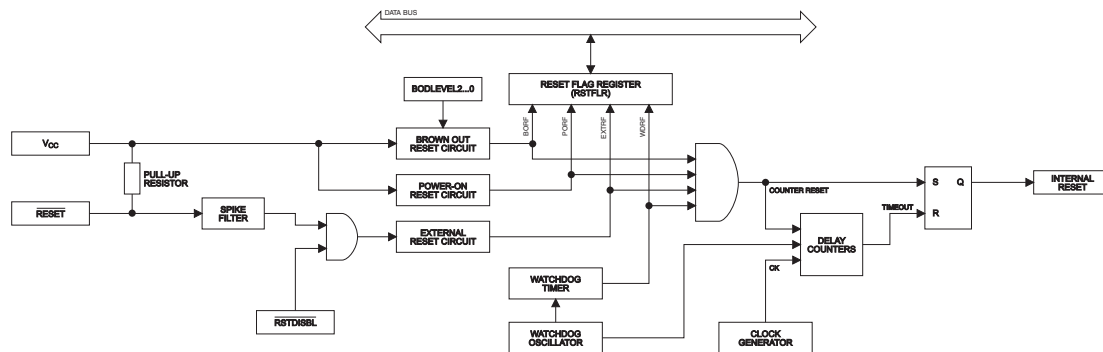 DATA BUS
RESET FLAG REGISTER
(RSTFLR)
BODLEVEL2...0
BORF
PORF
EXTRF
WDRF
VCC
BROWN OUT
RESET CIRCUIT
PULL-UP
RESISTOR
POWER-ON
RESET CIRCUIT
S
Q
INTERNAL
RESET
COUNTER RESET
RESET
SPIKE
FILTER
TIMEOUT
R
EXTERNAL
RESET CIRCUIT
DELAY
COUNTERS
CK
WATCHDOG
TIMER
RSTDISBL
WATCHDOG
OSCILLATOR
CLOCK
GENERATOR